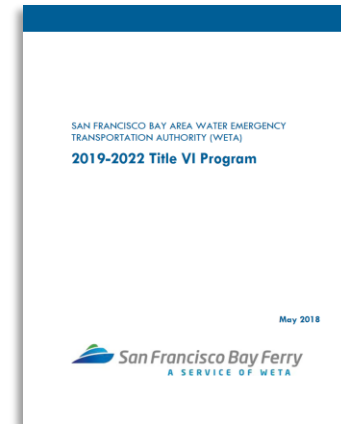 SAN FRANCISCO BAY AREA WATER EMERGENCY
TRANSPORTATION AUTHORITY (WETA)
2019-2022 Title VI Program
May 2018
San Francisco Bay Ferry
A SERVICE OF WETA